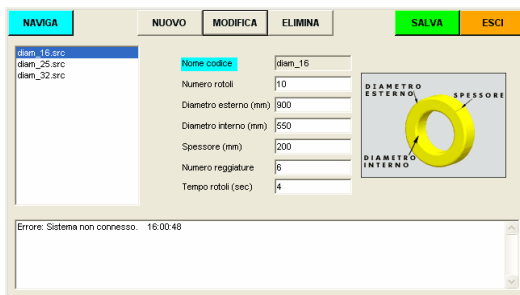 NAVIGA NUOVO MODIFICA ELIMINA SALVA ESCI
diam_16.src
diam_25.src
diam_32.src
Nome codice diam_16
Numero rotoli 10
Diametro esterno (mm) 900
Diametro interno (mm) 550
Spessore (mm) 200
Numero reggiature 6
Tempo rotoli (sec) 4
DIAMETRO
ESTERNO
SPESSORE
DIAMETRO
INTERNO
Errore: Sistema non connesso. 16:00:48